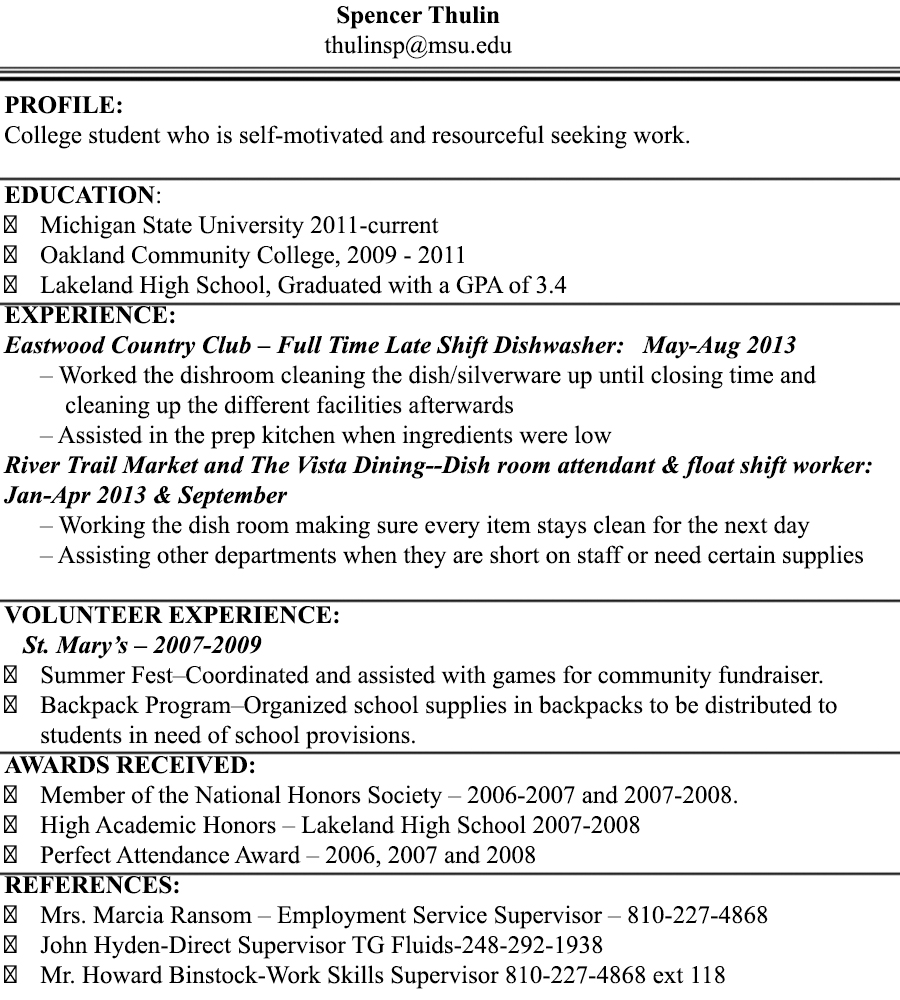 Spencer Thulin
thulinsp@msu.edu
PROFILE:
College student who is self-motivated and resourceful seeking work.
EDUCATION:
Michigan State University 2011-current
Oakland Community College, 2009 - 2011
Lakeland High School, Graduated with a GPA of 3.4
EXPERIENCE:
Eastwood Country Club – Full Time Late Shift Dishwasher:   May-Aug 2013
– Worked the dishroom cleaning the dish/silverware up until closing time and
cleaning up the different facilities afterwards
– Assisted in the prep kitchen when ingredients were low
River Trail Market and The Vista Dining--Dish room attendant & float shift worker:
Jan-Apr 2013 & September
– Working the dish room making sure every item stays clean for the next day
– Assisting other departments when they are short on staff or need certain supplies
VOLUNTEER EXPERIENCE:
St. Mary’s – 2007-2009
Summer Fest–Coordinated and assisted with games for community fundraiser.
Backpack Program–Organized school supplies in backpacks to be distributed to
students in need of school provisions.
AWARDS RECEIVED:
Member of the National Honors Society – 2006-2007 and 2007-2008.
High Academic Honors – Lakeland High School 2007-2008
Perfect Attendance Award – 2006, 2007 and 2008
REFERENCES:
Mrs. Marcia Ransom – Employment Service Supervisor – 810-227-4868
John Hyden-Direct Supervisor TG Fluids-248-292-1938
Mr. Howard Binstock-Work Skills Supervisor 810-227-4868 ext 118